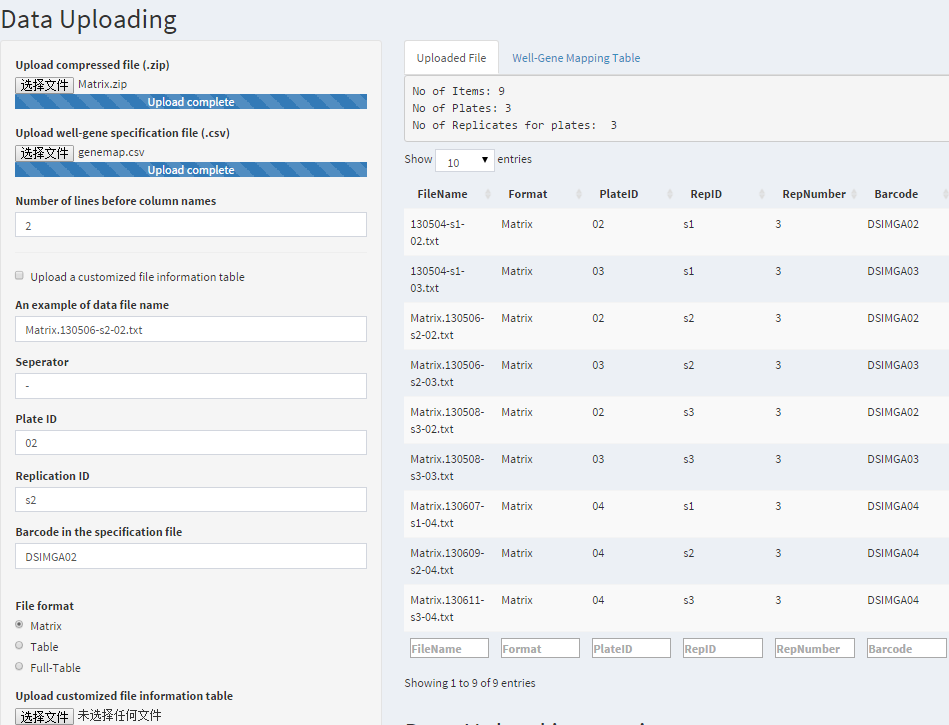 Data Uploading
Upload compressed file (.zip)
选择文件 Matrix.zip
Upload complete
Upload well-gene specification file (.csv)
选择文件 genemap.csv
Upload complete
Number of lines before column names
2
Upload a customized file information table
An example of data file name
Matrix.130506-s2-02.txt
Seperator
-
Plate ID
02
Replication ID
s2
Barcode in the specification file
DSIMGA02
File format
Matrix
Table
Full-Table
Upload customized file information table
选择文件 未选择任何文件
Uploaded File Well-Gene Mapping Table
No of Items: 9
No of Plates: 3
No of Replicates for plates: 3
Show 10 entries
FileName Format PlateID RepID RepNumber Barcode
130504-s1- Matrix 02 s1 3 DSIMGA02
02.txt
130504-s1- Matrix 03 s1 3 DSIMGA03
03.txt
Matrix.130506- Matrix 02 s2 3 DSIMGA02
s2-02.txt
Matrix.130506- Matrix 03 s2 3 DSIMGA03
s2-03.txt
Matrix.130508- Matrix 02 s3 3 DSIMGA02
s3-02.txt
Matrix.130508- Matrix 03 s3 3 DSIMGA03
s3-03.txt
Matrix.130607- Matrix 04 s1 3 DSIMGA04
s1-04.txt
Matrix.130609- Matrix 04 s2 3 DSIMGA04
s2-04.txt
Matrix.130611- Matrix 04 s3 3 DSIMGA04
s3-04.txt
FileName Format PlateID RepID RepNumber Barcode
Showing 1 to 9 of 9 entries